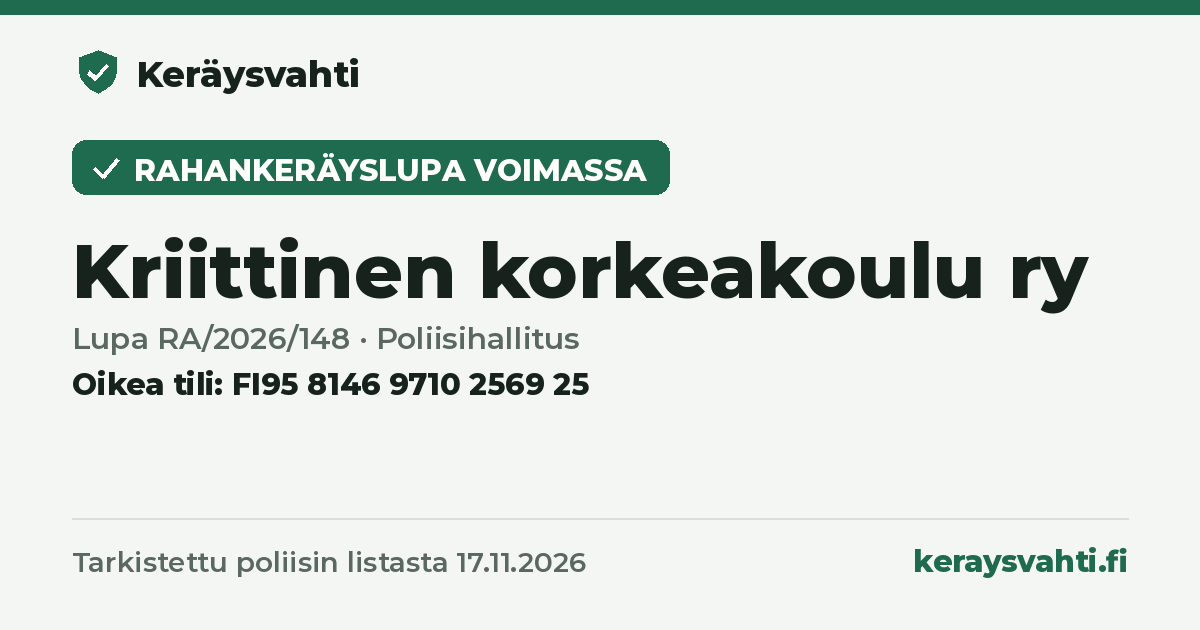 Keräysvahti
RAHANKERÄYSLUPA VOIMASSA
Kriittinen korkeakoulu ry
Lupa RA/2026/148 · Poliisihallitus
Oikea tili: FI95 8146 9710 2569 25
Tarkistettu poliisin listasta 17.11.2026
keraysvahti.fi